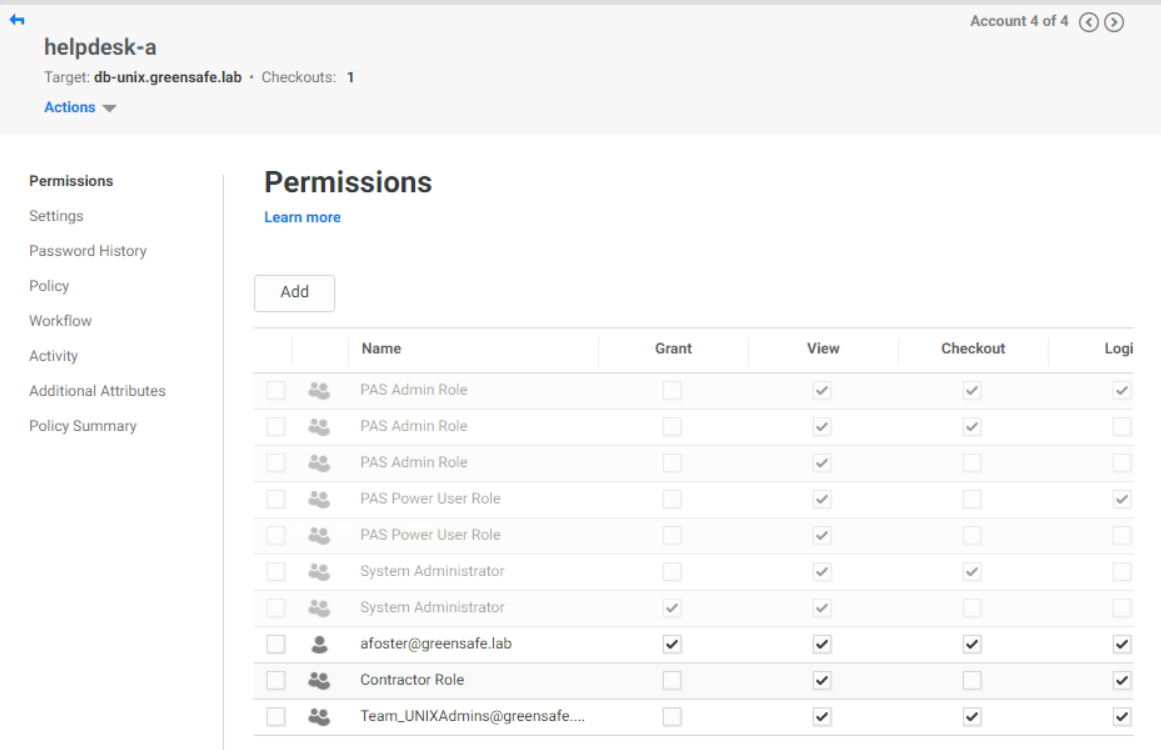 Account 4 of 4
helpdesk-a
Target: db-unix.greensafe.lab • Checkouts: 1
Actions
Permissions
Settings
Password History
Policy
Workflow
Activity
Additional Attributes
Policy Summary
Permissions
Learn more
Add
Name Grant View Checkout Logi
PAS Admin Role
PAS Admin Role
PAS Admin Role
PAS Power User Role
PAS Power User Role
System Administrator
System Administrator
afoster@greensafe.lab
Contractor Role
Team_UNIXAdmins@greensafe....